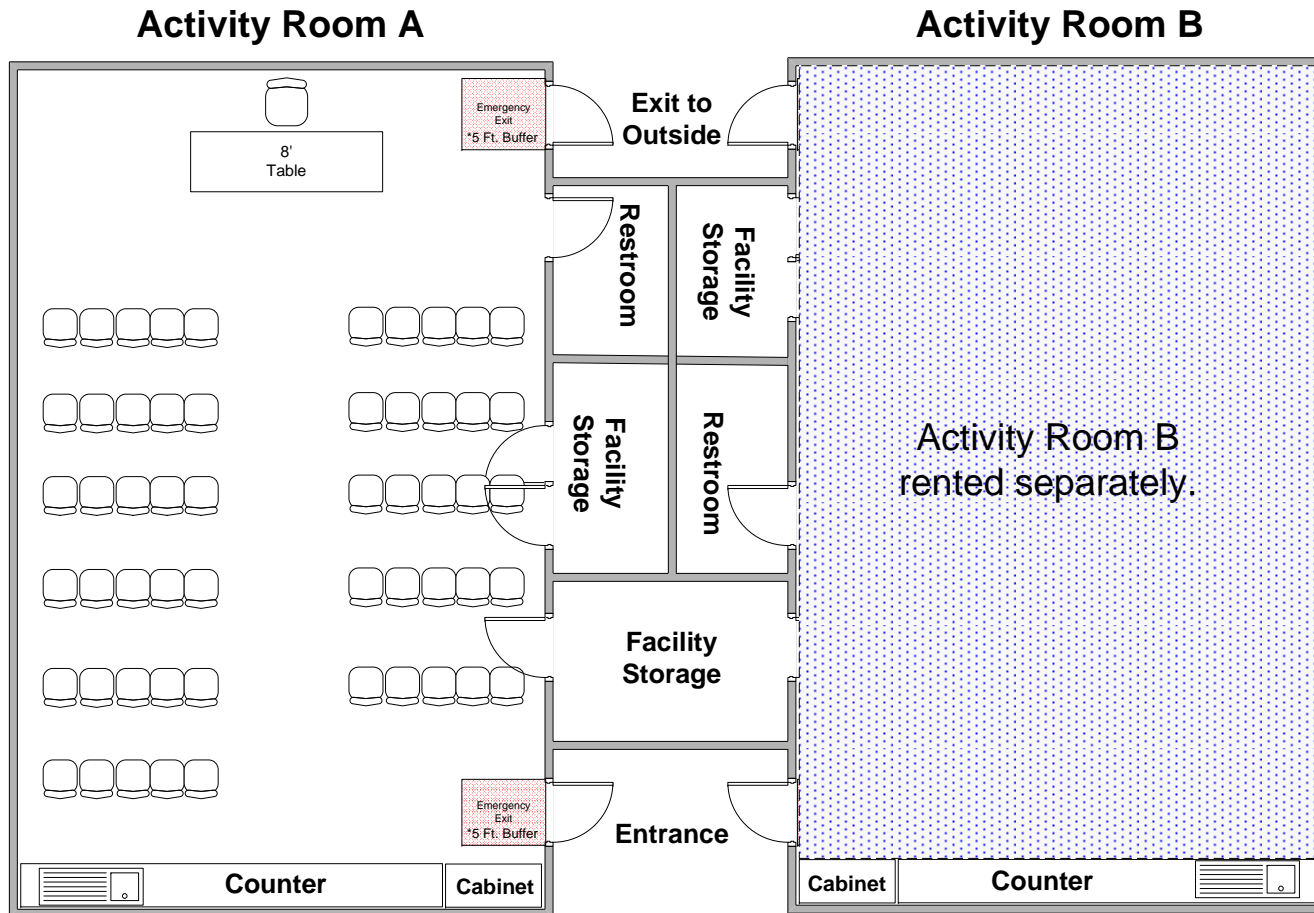 Activity Room A
Activity Room B
Emergency
Exit
*5 Ft. Buffer
Exit to
Outside
8'
Table
Restroom
Facility
Storage
Facility
Storage
Restroom
Activity Room B
rented separately.
Facility
Storage
Emergency
Exit
*5 Ft. Buffer
Entrance
Counter
Cabinet
Cabinet
Counter